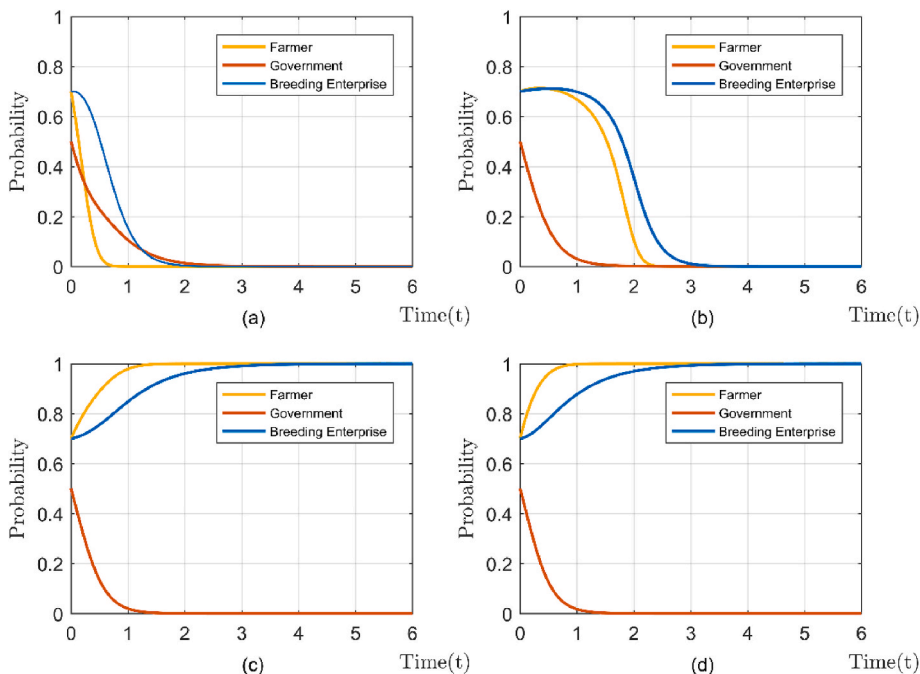 1
0.8
0.6
0.4
0.2
0
Probability
Farmer
Government
Breeding Enterprise
0 1 2 3 4 5 6
(a)
Time(t)
1
0.8
0.6
0.4
0.2
0
Probability
Farmer
Government
Breeding Enterprise
0 1 2 3 4 5 6
(b)
Time(t)
1
0.8
0.6
0.4
0.2
0
Probability
Farmer
Government
Breeding Enterprise
0 1 2 3 4 5 6
(c)
Time(t)
1
0.8
0.6
0.4
0.2
0
Probability
Farmer
Government
Breeding Enterprise
0 1 2 3 4 5 6
(d)
Time(t)